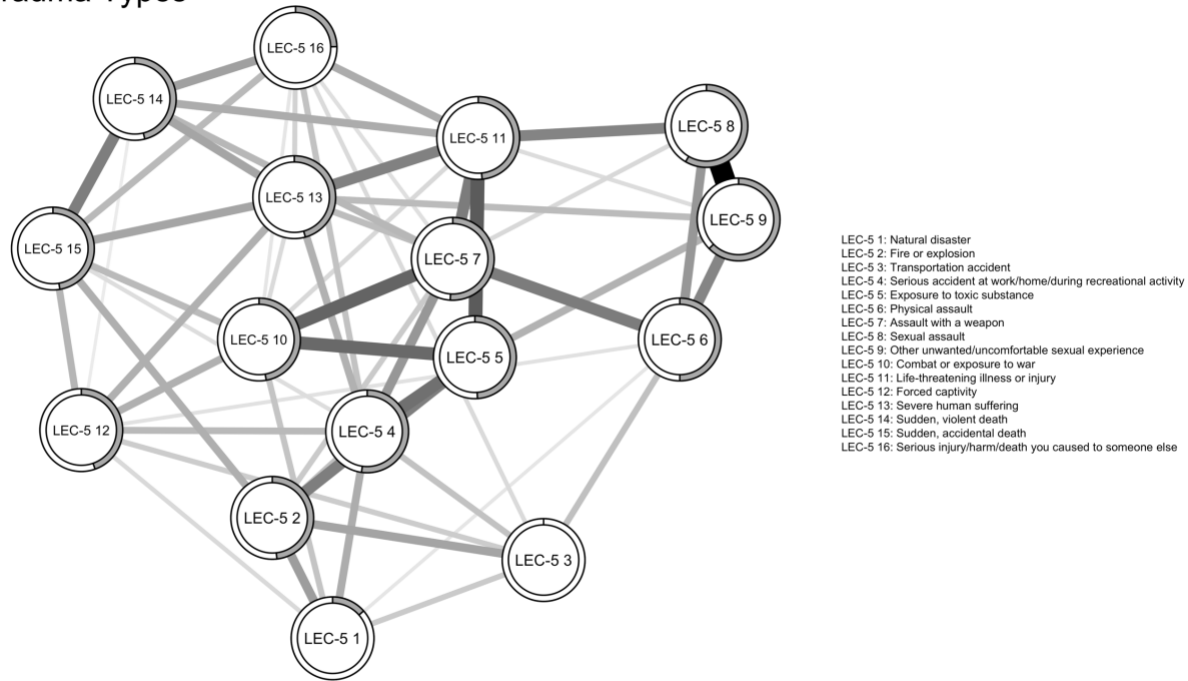 Types
LEC-5 16
LEC-5 14
LEC-5 8
LEC-5 11
LEC-5 13
LEC-5 9
LEC-5 15
LEC-5 7
LEC-5 10
LEC-5 6
LEC-5 5
LEC-5 12
LEC-5 4
LEC-5 2
LEC-5 3
LEC-5 1
LEC-5 1: Natural disaster
LEC-5 2: Fire or explosion
LEC-5 3: Transportation accident
LEC-5 4: Serious accident at work/home/during recreational activity
LEC-5 5: Exposure to toxic substance
LEC-5 6: Physical assault
LEC-5 7: Assault with a weapon
LEC-5 8: Sexual assault
LEC-5 9: Other unwanted/uncomfortable sexual experience
LEC-5 10: Combat or exposure to war
LEC-5 11: Life-threatening illness or injury
LEC-5 12: Forced captivity
LEC-5 13: Severe human suffering
LEC-5 14: Sudden, violent death
LEC-5 15: Sudden, accidental death
LEC-5 16: Serious injury/harm/death you caused to someone else